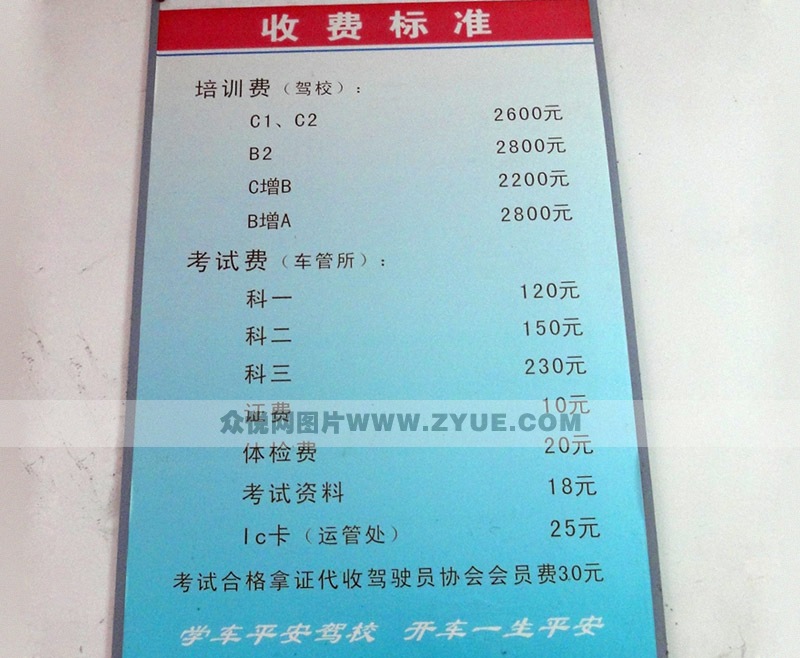 收费标准
培训费（驾校）：
C1、C2 2600元
B2 2800元
C增B 2200元
B增A 2800元
考试费（车管所）：
科一 120元
科二 150元
科三 230元
证费 10元
众悦网图片WWW.ZYUE.COM
体检费 20元
考试资料 18元
Ic卡（运管处） 25元
考试合格拿证代收驾驶员协会会员费30元
学车平安驾校 开车一生平安